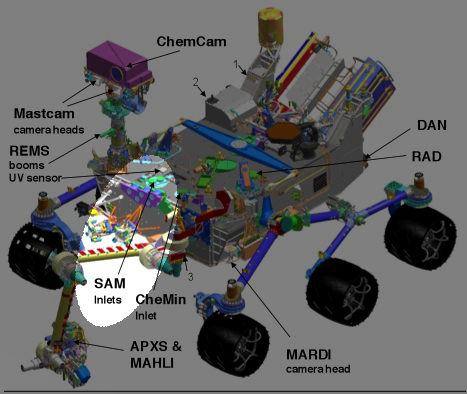 ChemCam
1
2
Mastcam
camera heads
DAN
REMS
booms
UV sensor
RAD
SAM
Inlets
CheMin
Inlet
3
APXS &
MAHLI
MARDI
camera head